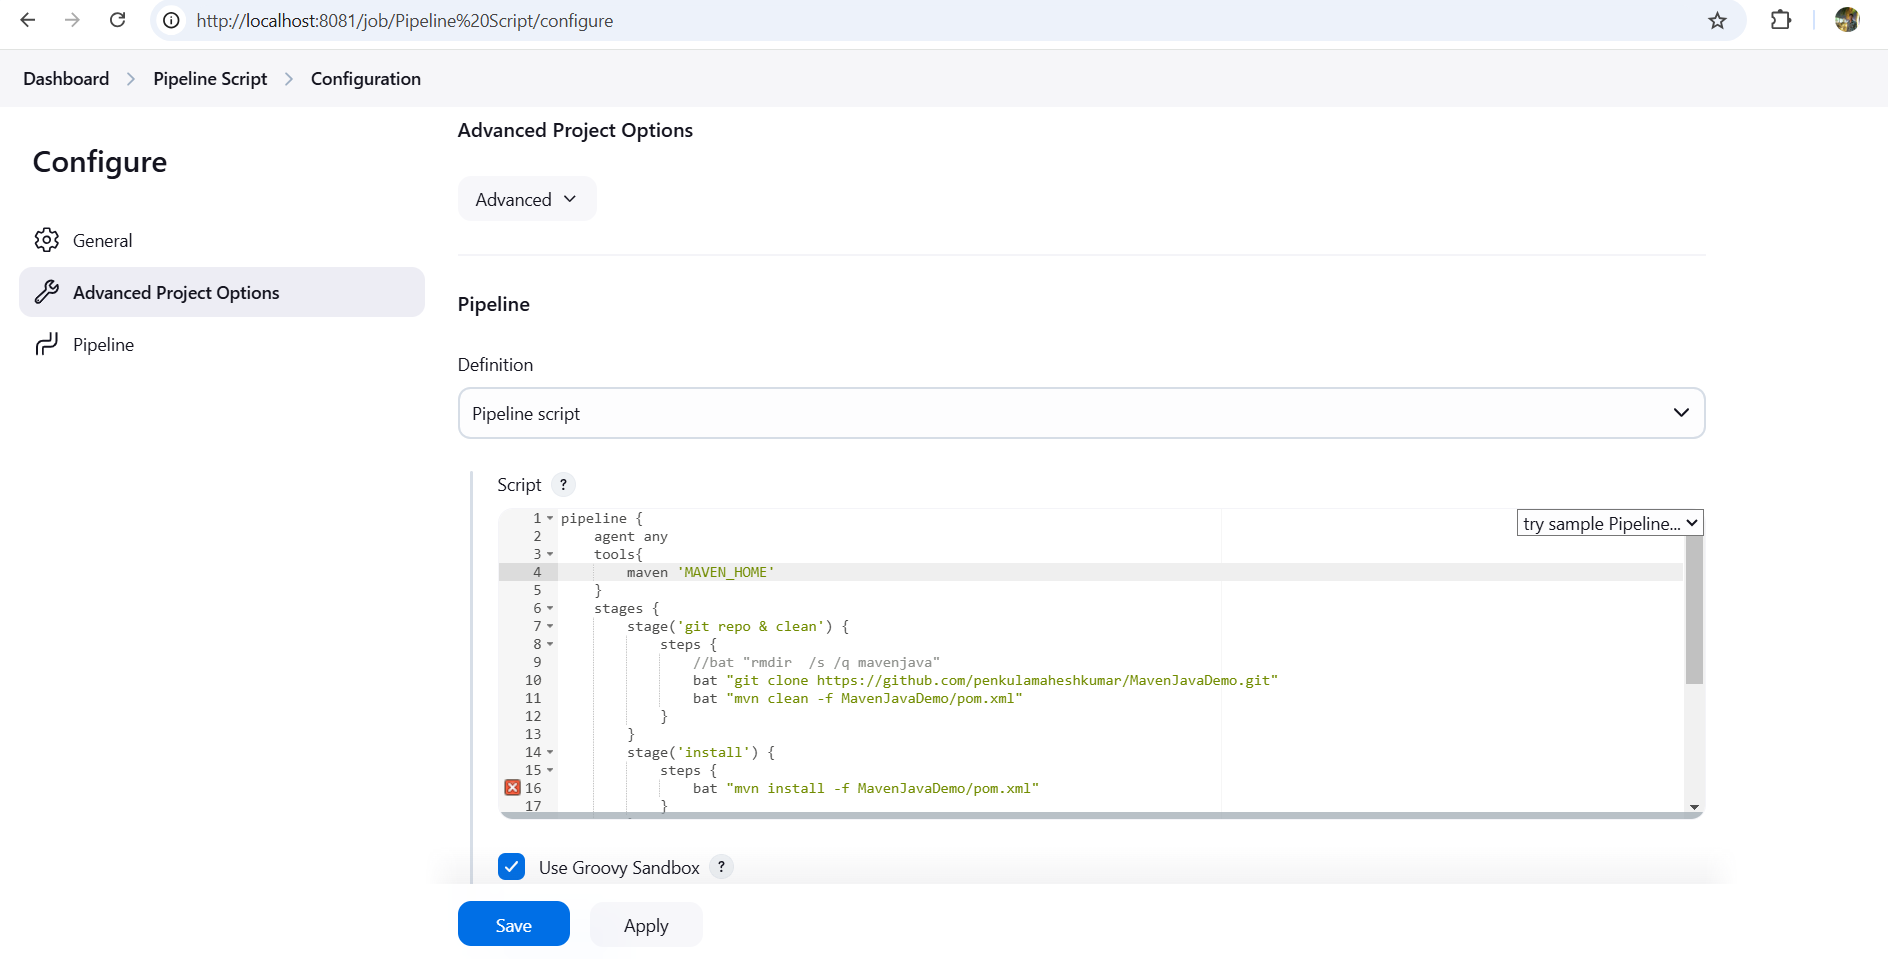 http://localhost:8081/job/Pipeline%20Script/configure
Dashboard > Pipeline Script > Configuration
Configure
General
Advanced Project Options
Pipeline
Advanced Project Options
Advanced
Pipeline
Definition
Pipeline script
Script ?
try sample Pipeline...
1 pipeline {
2 agent any
3 tools{
4 maven 'MAVEN_HOME'
5 }
6 stages {
7 stage('git repo & clean') {
8 steps {
9 //bat "rmdir  /s /q mavenjava"
10 bat "git clone https://github.com/penkulamaheshkumar/MavenJavaDemo.git"
11 bat "mvn clean -f MavenJavaDemo/pom.xml"
12 }
13 }
14 stage('install') {
15 steps {
16 bat "mvn install -f MavenJavaDemo/pom.xml"
17 }
Use Groovy Sandbox ?
Save
Apply